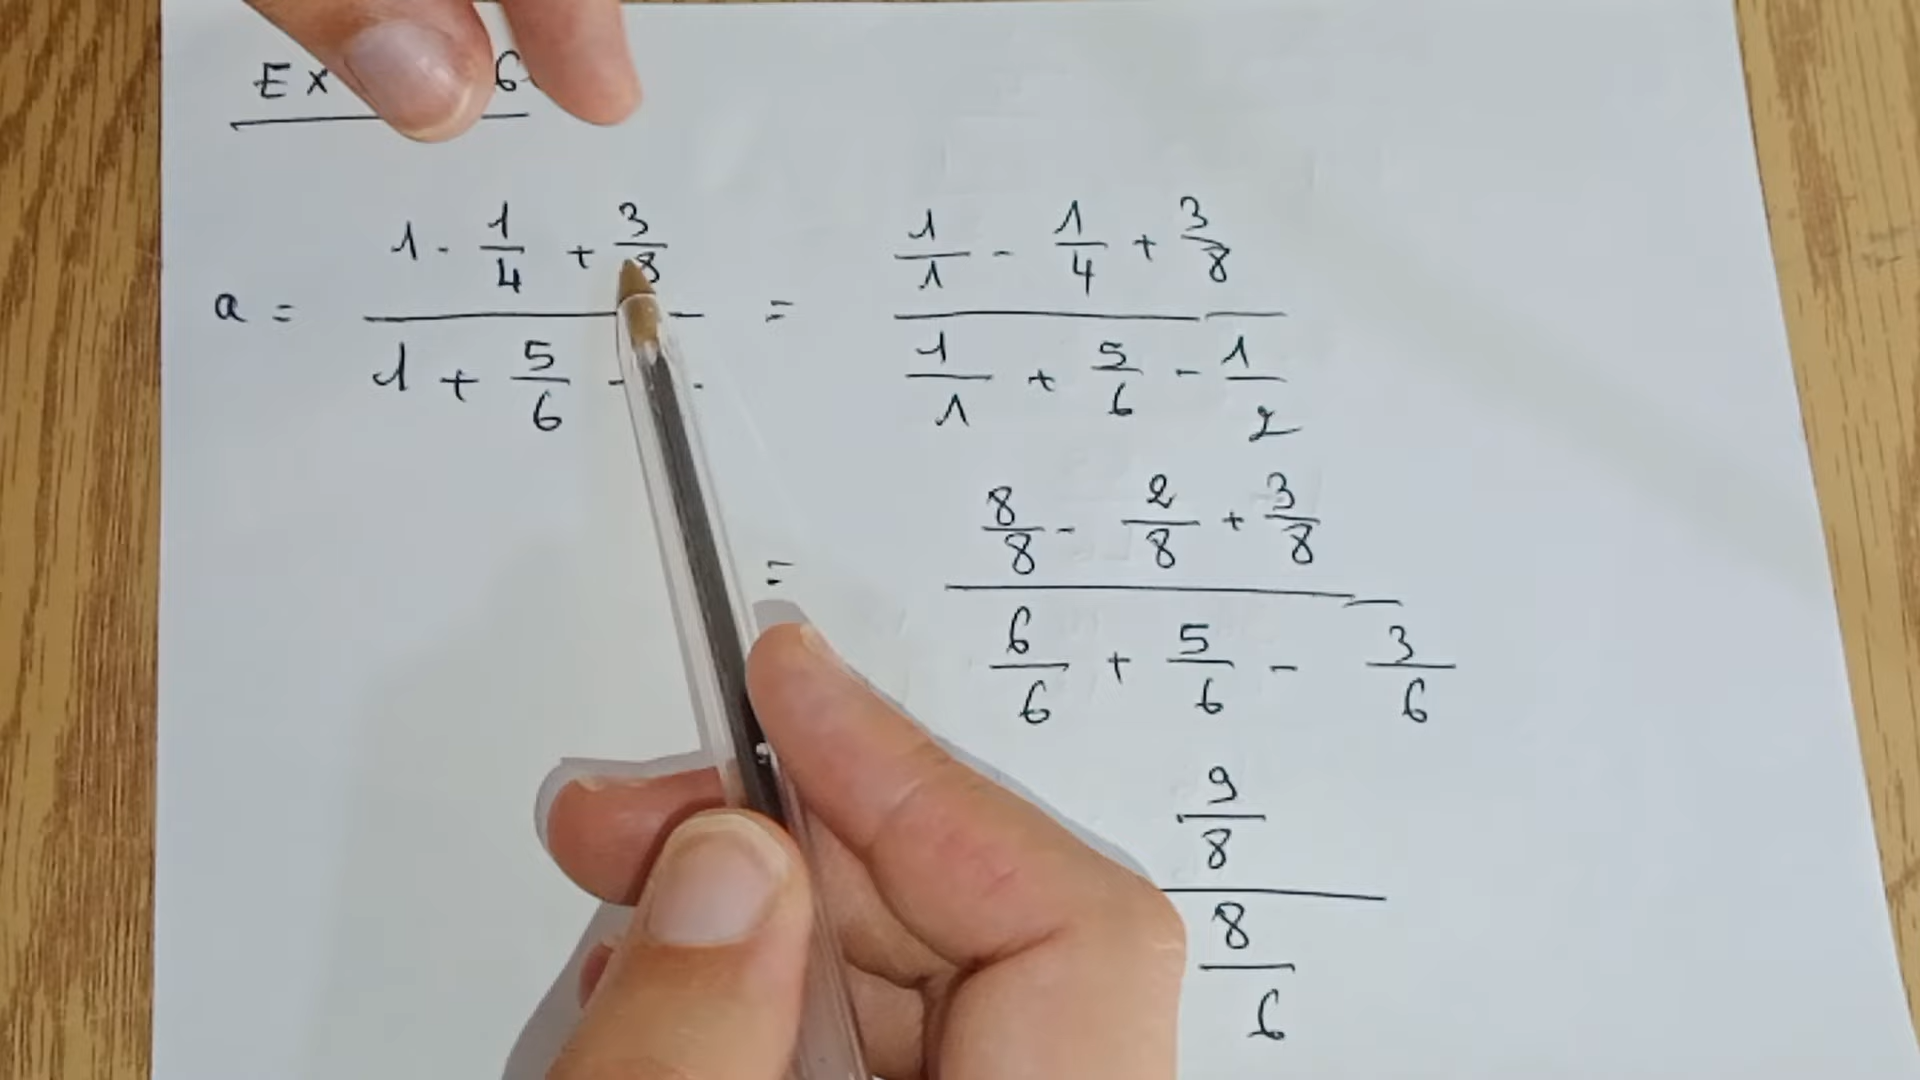 Ex 6
a = (1 - 1/4 + 3/8) / (1 + 5/6 -) = (1/1 - 1/4 + 3/8) / (1/1 + 5/6 - 1/2)
= (8/8 - 2/8 + 3/8) / (6/6 + 5/6 - 3/6)
(9/8) / (8/6)